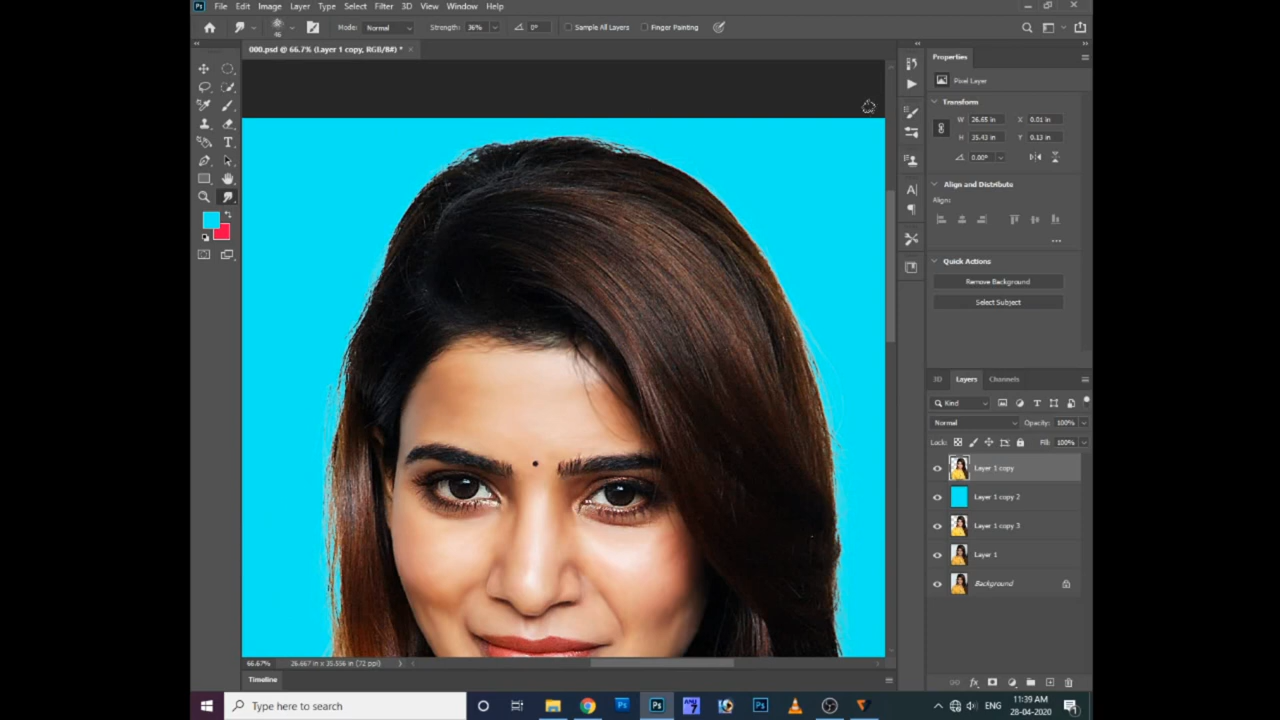 Ps File Edit Image Layer Type Select Filter 3D View Window Help
46 Mode: Normal Strength: 36% 0° Sample All Layers Finger Painting
000.psd @ 66.7% (Layer 1 copy, RGB/8#) * ×
Properties
Pixel Layer
Transform
W 26.65 in X 0.01 in
H 35.43 in Y 0.13 in
0.00°
Align and Distribute
Align:
Quick Actions
Remove Background
Select Subject
3D Layers Channels
Kind
Normal Opacity: 100%
Lock: Fill: 100%
Layer 1 copy
Layer 1 copy 2
Layer 1 copy 3
Layer 1
Background
66.67% 26.667 in x 35.556 in (72 ppi)
Timeline
Type here to search
ENG
11:39 AM
28-04-2020